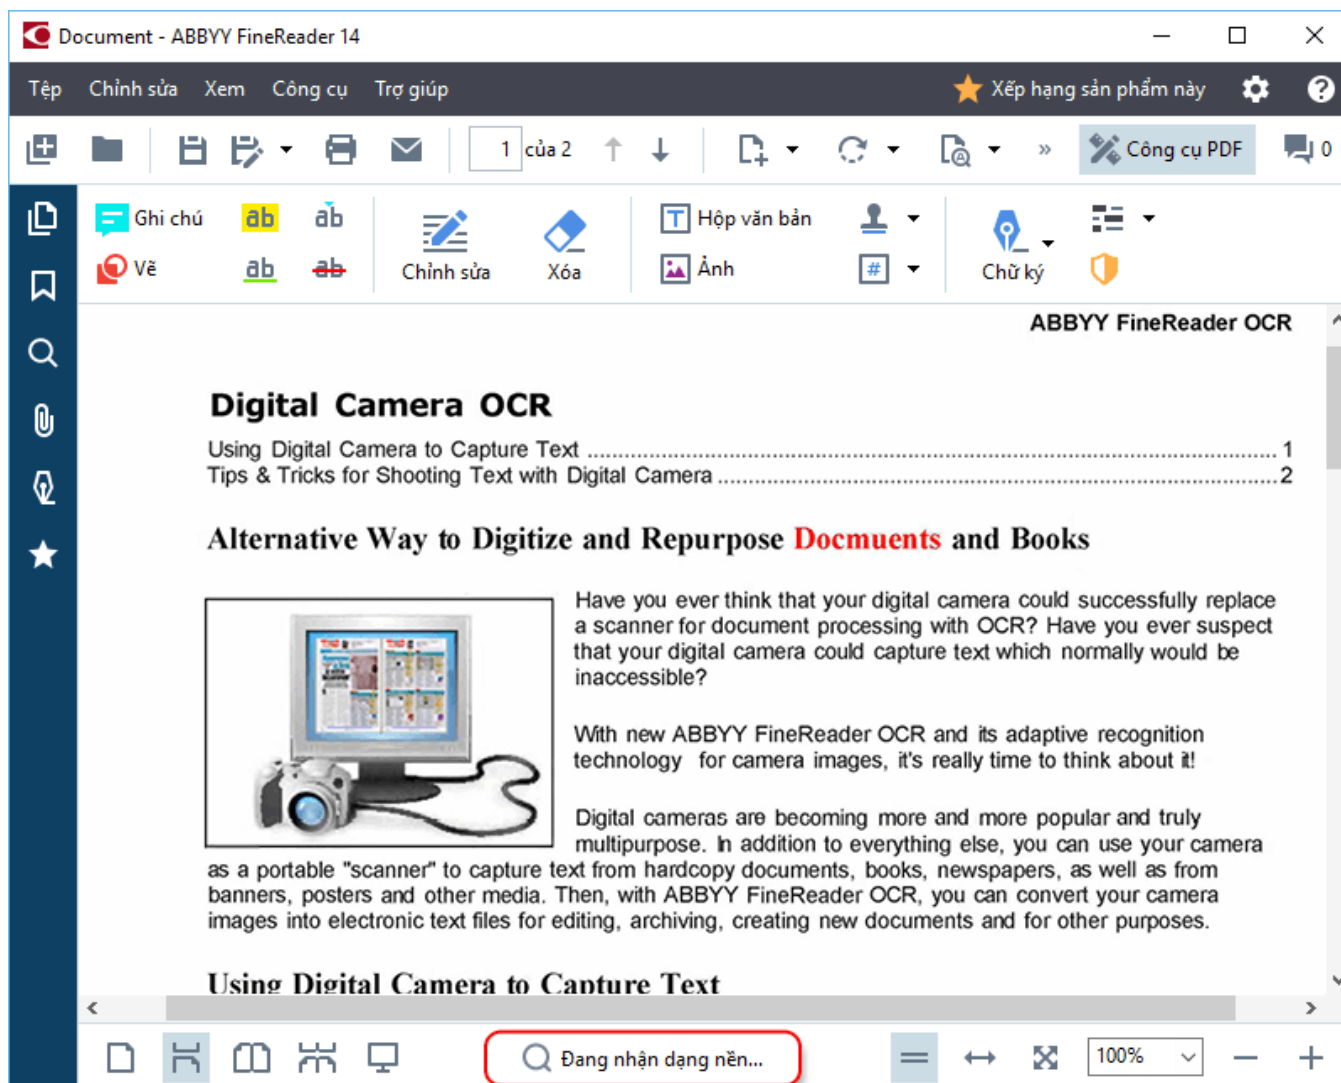 Document - ABBYY FineReader 14
Tệp Chỉnh sửa Xem Công cụ Trợ giúp Xếp hạng sản phẩm này
1 của 2 Công cụ PDF 0
Ghi chú ab ab Hộp văn bản
Chỉnh sửa Xóa Chữ ký
Vẽ ab ab Ảnh #
ABBYY FineReader OCR
Digital Camera OCR
Using Digital Camera to Capture Text ........ 1
Tips & Tricks for Shooting Text with Digital Camera ........ 2
Alternative Way to Digitize and Repurpose Docmuents and Books
Have you ever think that your digital camera could successfully replace
a scanner for document processing with OCR? Have you ever suspect
that your digital camera could capture text which normally would be
inaccessible?
With new ABBYY FineReader OCR and its adaptive recognition
technology for camera images, it's really time to think about it!
Digital cameras are becoming more and more popular and truly
multipurpose. In addition to everything else, you can use your camera
as a portable "scanner" to capture text from hardcopy documents, books, newspapers, as well as from
banners, posters and other media. Then, with ABBYY FineReader OCR, you can convert your camera
images into electronic text files for editing, archiving, creating new documents and for other purposes.
Using Digital Camera to Capture Text
Đang nhận dạng nền... 100%